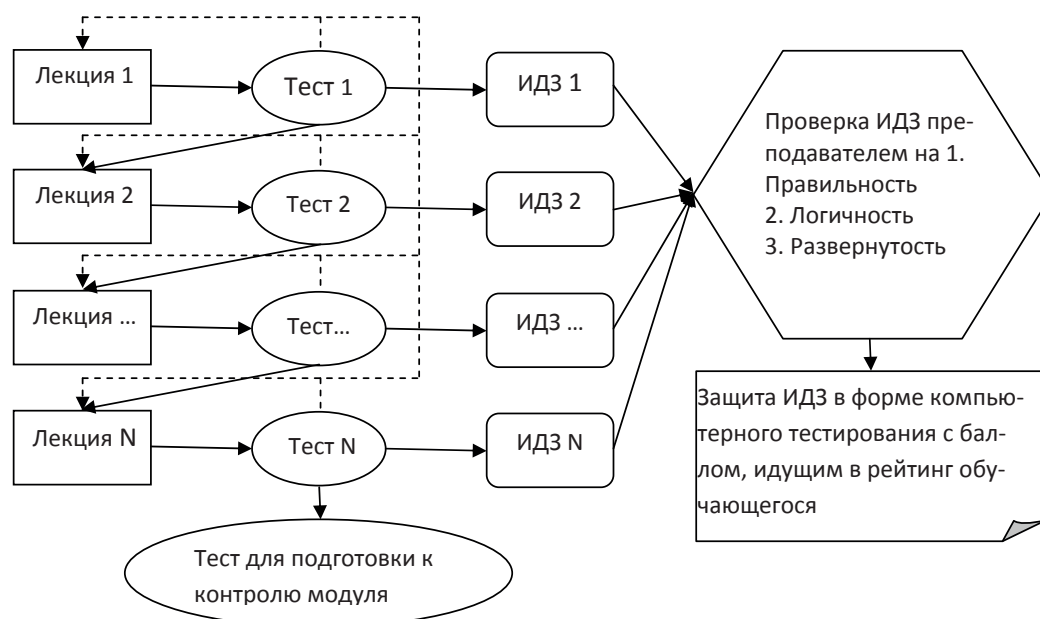 Лекция 1
Тест 1
ИДЗ 1
Лекция 2
Тест 2
ИДЗ 2
Лекция ...
Тест...
ИДЗ ...
Лекция N
Тест N
ИДЗ N
Проверка ИДЗ пре-
подавателем на 1.
Правильность
2. Логичность
3. Развернутость
Защита ИДЗ в форме компью-
терного тестирования с бал-
лом, идущим в рейтинг обу-
чающегося
Тест для подготовки к
контролю модуля